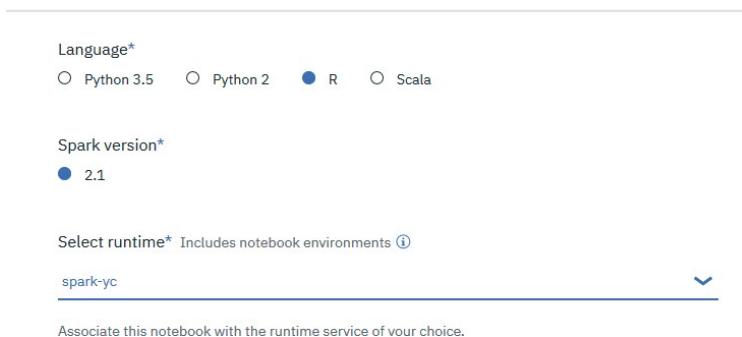 Language*
Python 3.5 Python 2 R Scala
Spark version*
2.1
Select runtime* Includes notebook environments
spark-yc
Associate this notebook with the runtime service of your choice.